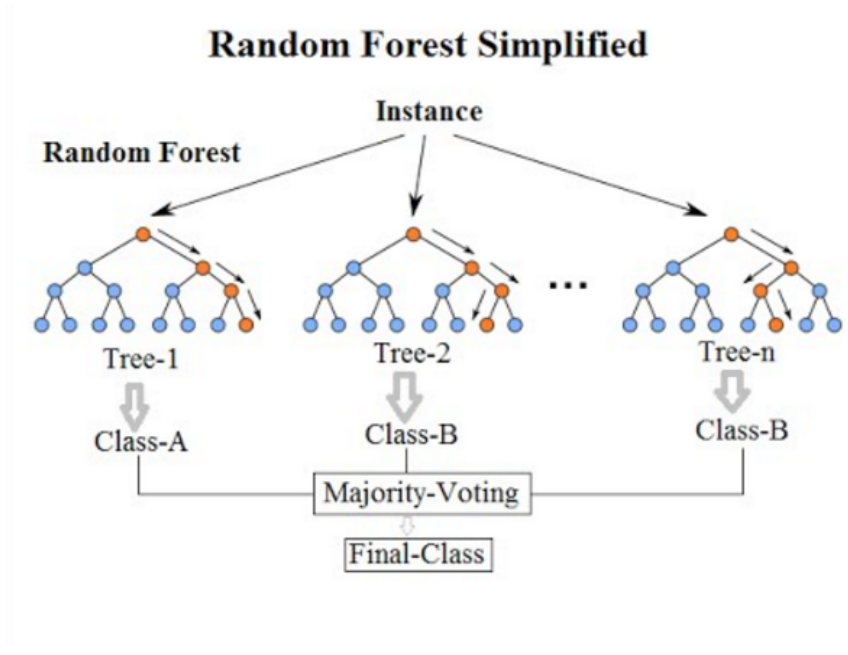 Random Forest Simplified
Instance
Random Forest
...
Tree-1
Tree-2
Tree-n
Class-A
Class-B
Class-B
Majority-Voting
Final-Class